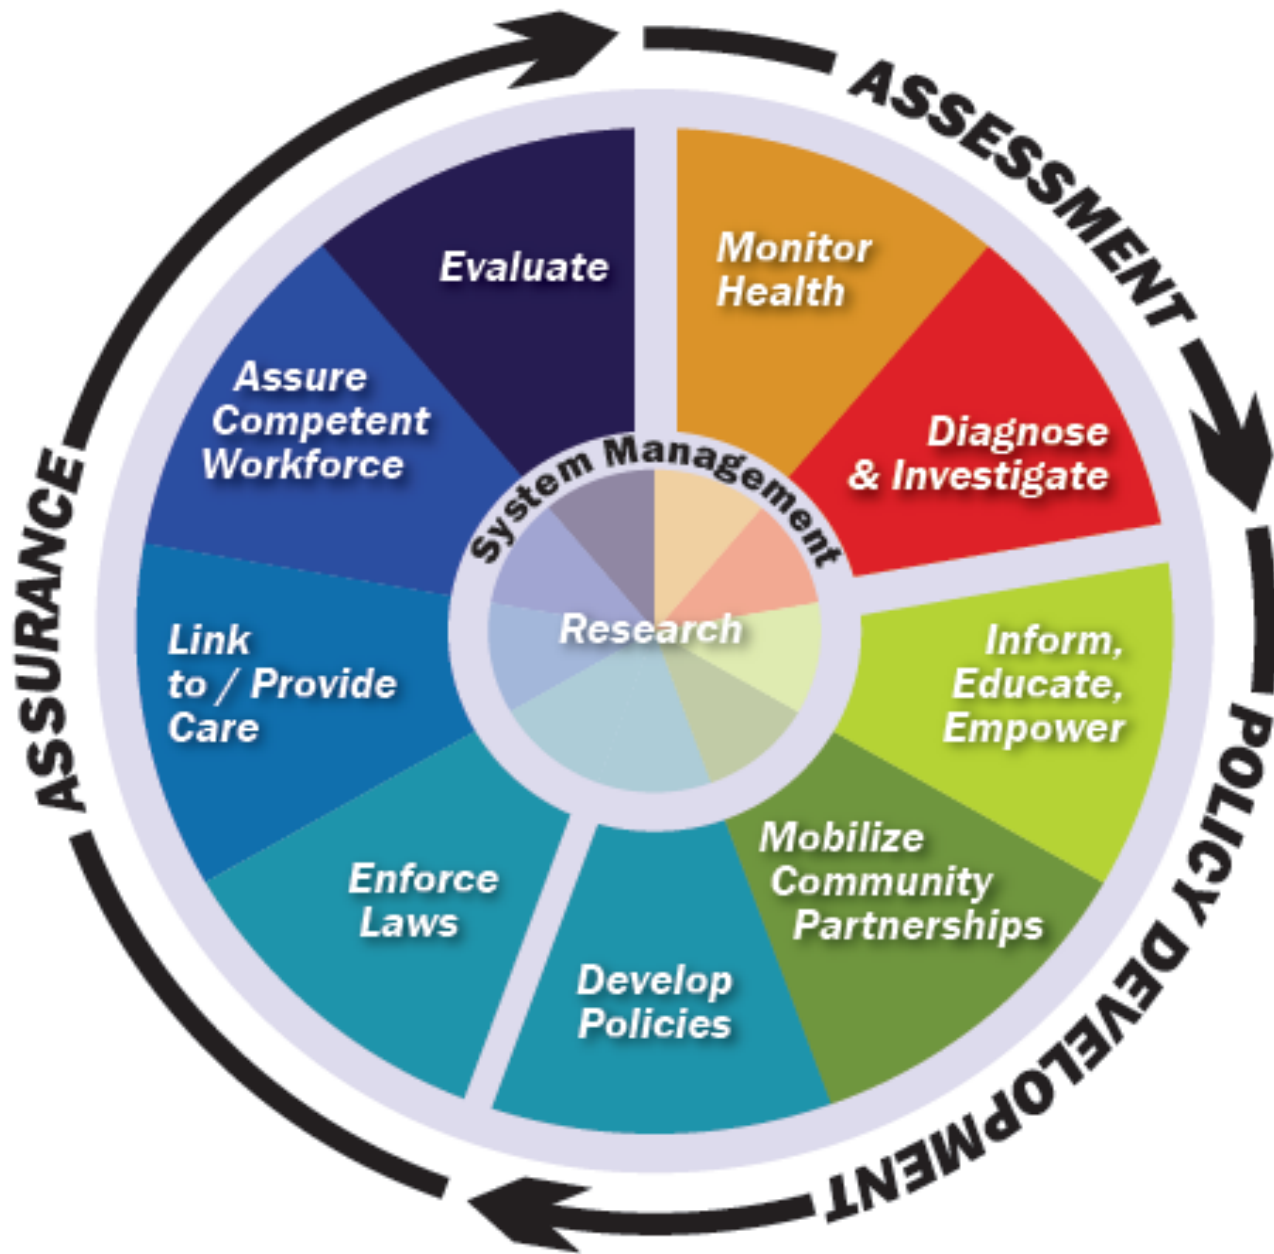 ASSESSMENT
Monitor
Health
Diagnose
& Investigate
Inform,
Educate,
Empower
POLICY DEVELOPMENT
Mobilize
Community
Partnerships
Develop
Policies
Enforce
Laws
Link
to / Provide
Care
ASSURANCE
Assure
Competent
Workforce
Evaluate
System Management
Research